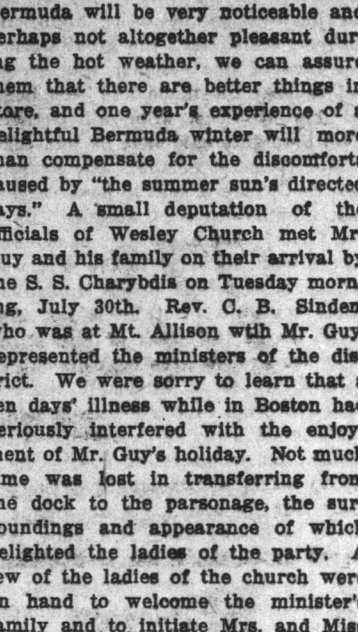 ermuda will be very noticeable and
erhaps not altogether pleasant dur
ng the hot weather, we can assure
hem that there are better things in
tore, and one year's experience of a
elightful Bermuda winter will more
han compensate for the discomforts
aused by "the summer sun's directed
ays." A small deputation of the
fficials of Wesley Church met Mr.
uy and his family on their arrival by
he S. S. Charybdis on Tuesday morn
ng, July 30th. Rev. C. B. Sinden
who was at Mt. Allison wtih Mr. Guy
epresented the ministers of the dis
rict. We were sorry to learn that a
en days' illness while in Boston had
eriously interfered with the enjoy
ent of Mr. Guy's holiday. Not much
ime was lost in transferring from
he dock to the parsonage, the sur
oundings and appearance of which
elighted the ladies of the party. A
ew of the ladies of the church were
n hand to welcome the minister's
amily and to initiate Mrs. and Miss